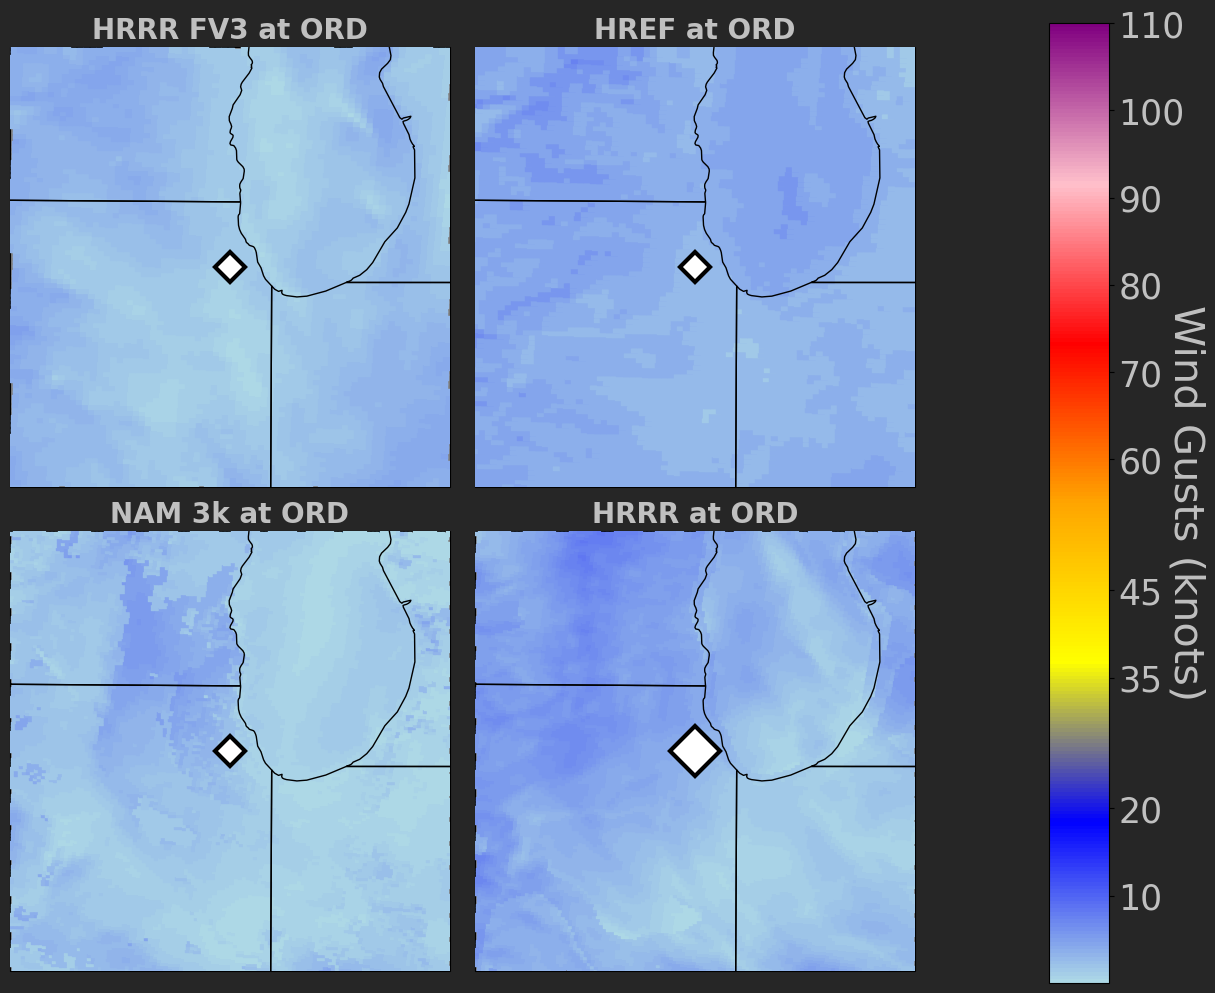 HRRR FV3 at ORD
HREF at ORD
NAM 3k at ORD
HRRR at ORD
110
100
90
80
70
60
45
35
20
10
Wind Gusts (knots)